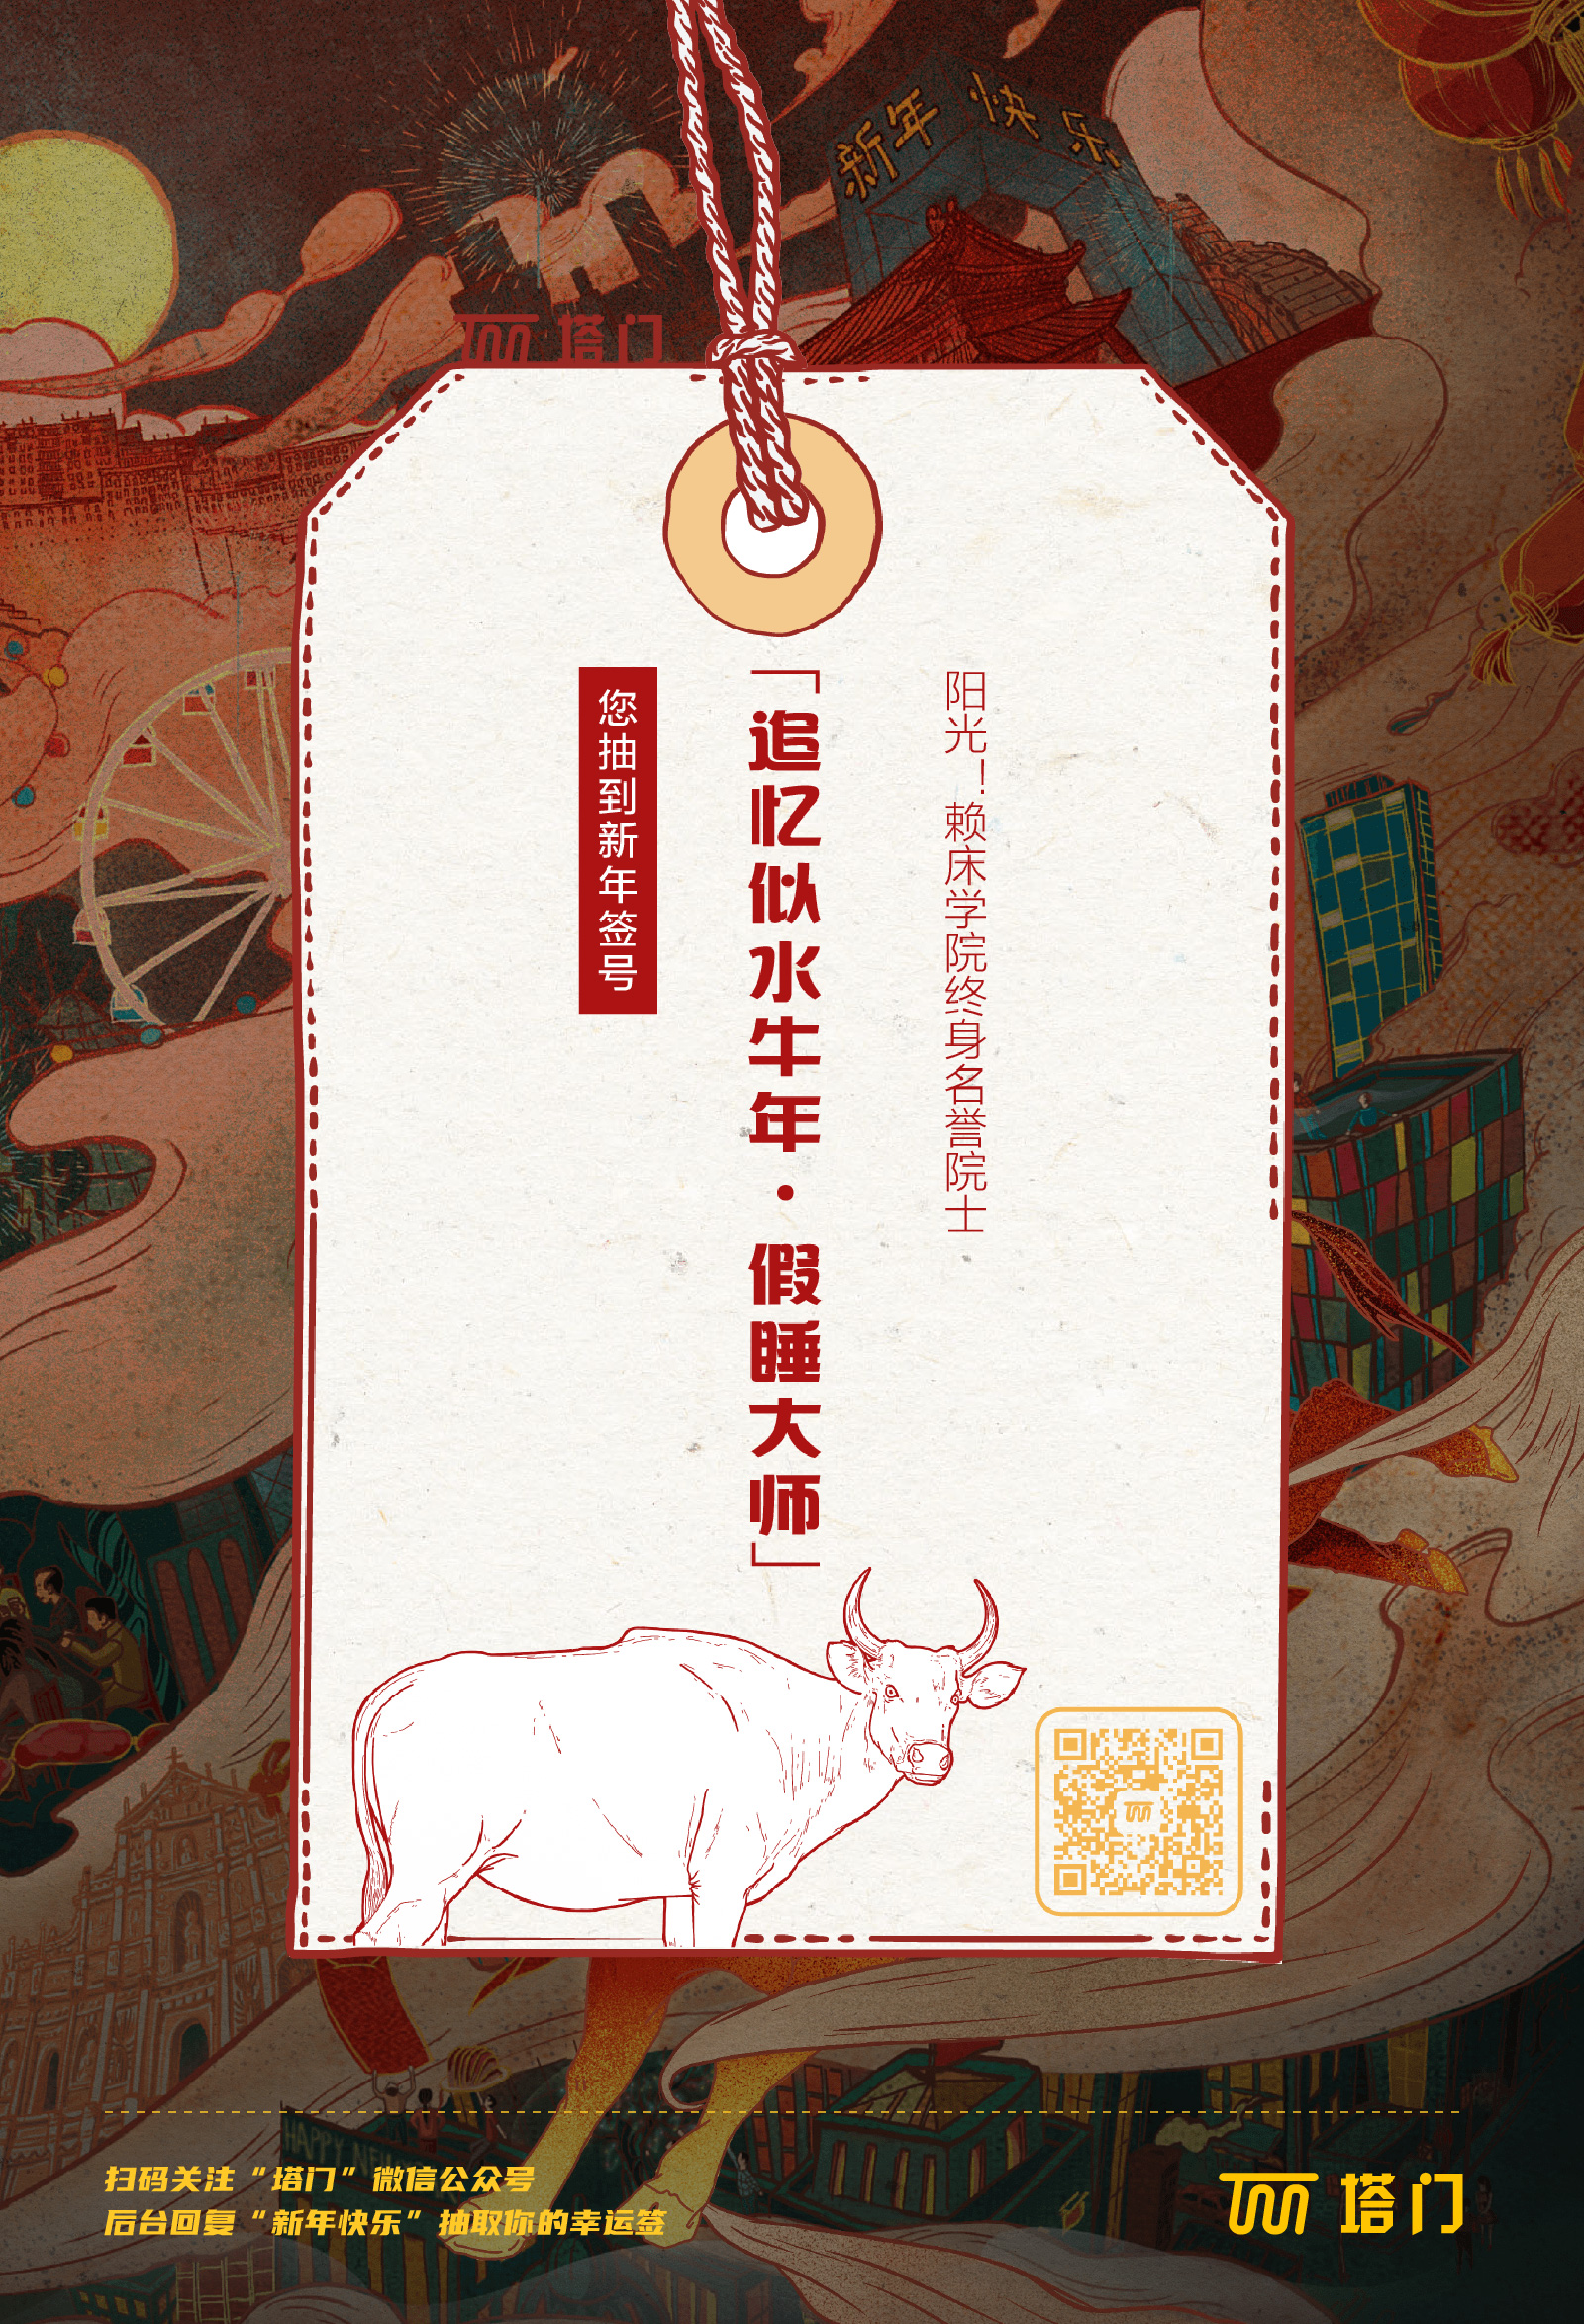 新年快乐
塔门
您抽到新年签号
「追忆似水牛年・假睡大师」
阳光！赖床学院终身名誉院士
HAPPY NEW
扫码关注“塔门”微信公众号
后台回复“新年快乐”抽取你的幸运签
塔门